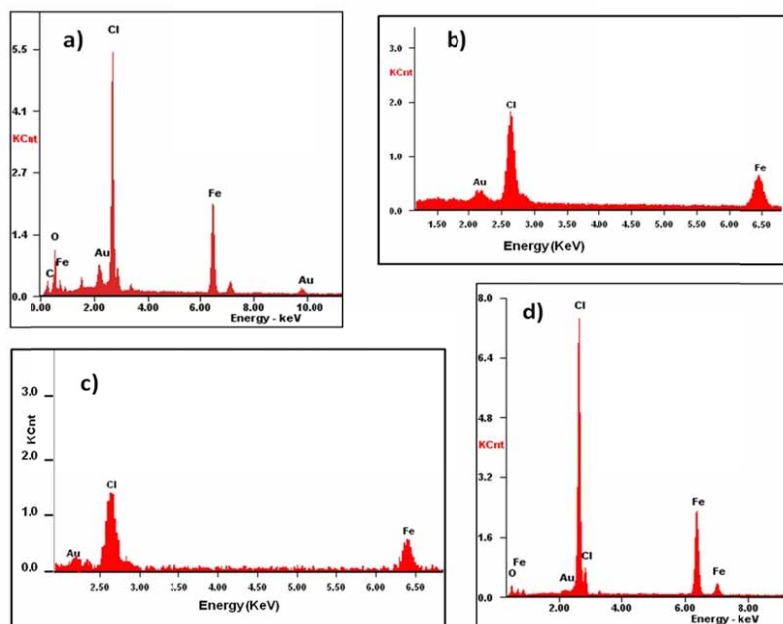 a)
Cl
5.5
4.1
KCnt
2.7
Fe
1.4
O
Au
C
Fe
Au
0.0
0.00 2.00 4.00 6.00 8.00 10.00
Energy - keV
b)
3.0
KCnt
Cl
2.0
1.0
Au
Fe
0.0
1.50 2.00 2.50 3.00 3.50 4.00 4.50 5.00 5.50 6.00 6.50
Energy (KeV)
c)
3.0
KCnt
2.0
Cl
1.0
Au
Fe
0.0
2.50 3.00 :.50 4.00 4.50 5.00 5.50 6.00 6.50
Energy (KeV)
d)
8.0
Cl
6.4
4.8
KCnt
3.2
Fe
1.6
Cl
Fe
O
Au
Fe
0.0
2.00 4.00 6.00 8.00
Energy - keV